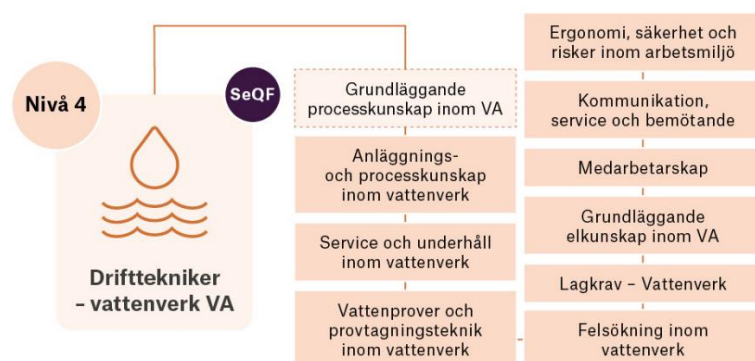 Nivå 4
SeQF
Drifttekniker
– vattenverk VA
Grundläggande
processkunskap inom VA
Anläggnings-
och processkunskap
inom vattenverk
Service och underhåll
inom vattenverk
Vattenprover och
provtagningsteknik
inom vattenverk
Ergonomi, säkerhet och
risker inom arbetsmiljö
Kommunikation,
service och bemötande
Medarbetarskap
Grundläggande
elkunskap inom VA
Lagkrav – Vattenverk
Felsökning inom
vattenverk